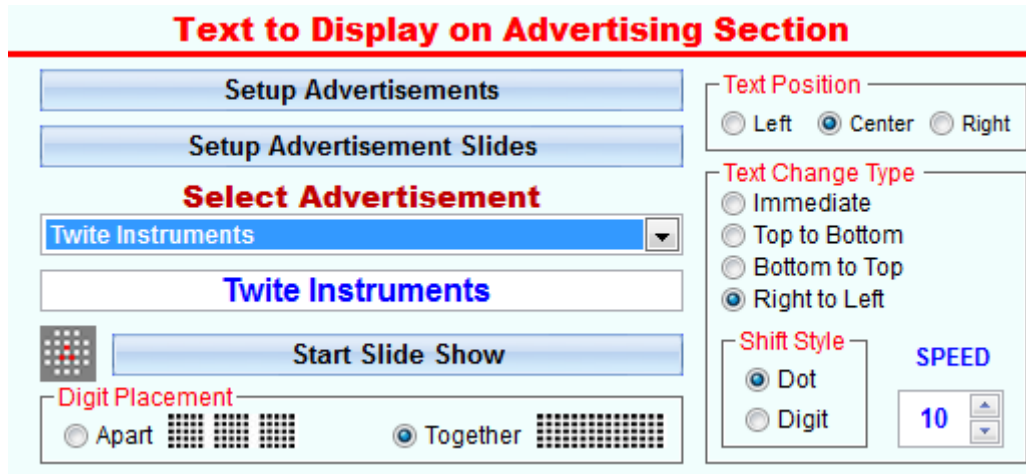 Text to Display on Advertising Section
Setup Advertisements
Setup Advertisement Slides
Select Advertisement
Twite Instruments
Twite Instruments
Start Slide Show
Digit Placement
Apart Together
Text Position
Left Center Right
Text Change Type
Immediate
Top to Bottom
Bottom to Top
Right to Left
Shift Style
Dot
Digit
SPEED
10